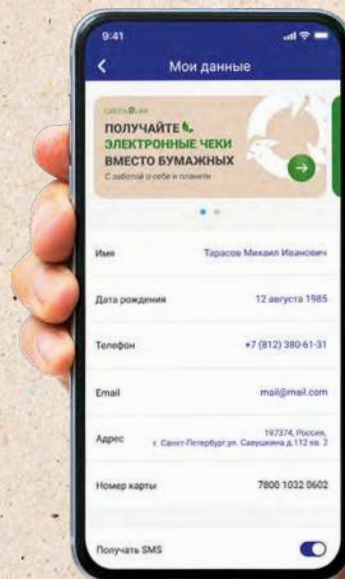 9:41
Мои данные
GREEN LAB
ПОЛУЧАЙТЕ
ЭЛЕКТРОННЫЕ ЧЕКИ
ВМЕСТО БУМАЖНЫХ
С заботой о себе и планете
Имя Тарасов Михаил Иванович
Дата рождения 12 августа 1985
Телефон +7 (812) 380-61-31
Email mail@mail.com
197374, Россия,
Адрес г. Санкт-Петербург,ул. Савушкина д.112 кв. 2
Номер карты 7800 1032 0602
Получать SMS